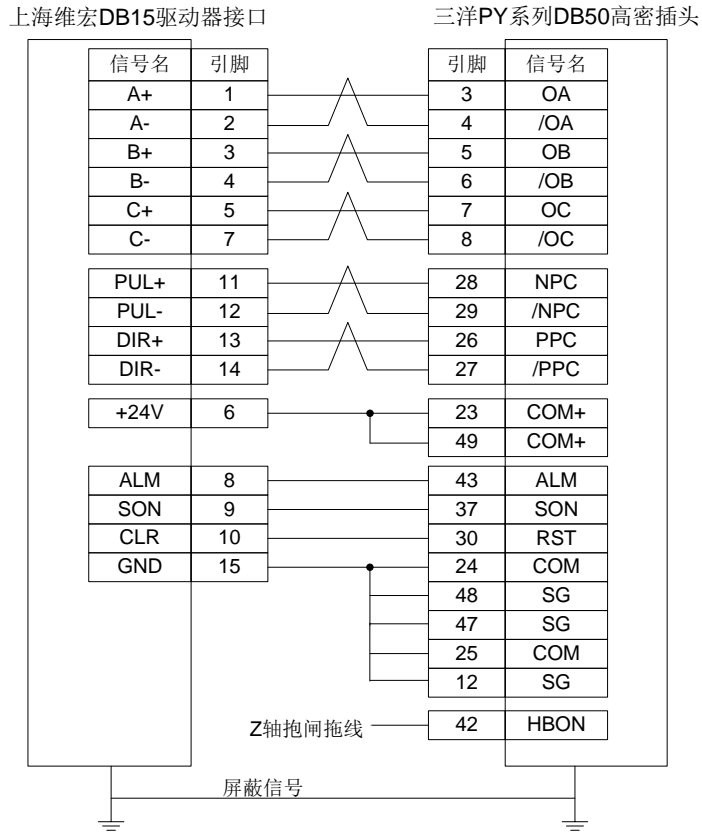 上海维宏DB15驱动器接口 三洋PY系列DB50高密插头
信号名 引脚 引脚 信号名
A+ 1 3 OA
A- 2 4 /OA
B+ 3 5 OB
B- 4 6 /OB
C+ 5 7 OC
C- 7 8 /OC
PUL+ 11 28 NPC
PUL- 12 29 /NPC
DIR+ 13 26 PPC
DIR- 14 27 /PPC
+24V 6 23 COM+
49 COM+
ALM 8 43 ALM
SON 9 37 SON
CLR 10 30 RST
GND 15 24 COM
48 SG
47 SG
25 COM
12 SG
Z轴抱闸拖线 42 HBON
屏蔽信号